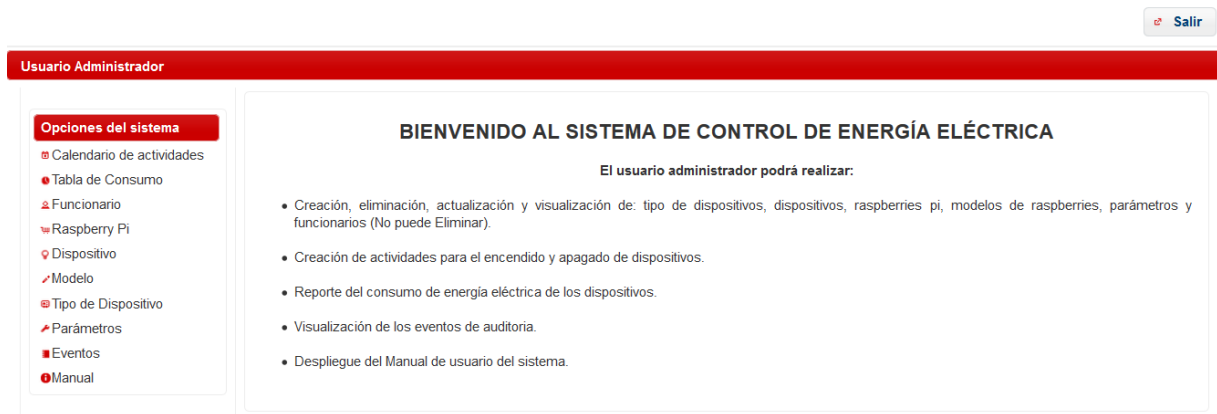 Salir
Usuario Administrador
Opciones del sistema
Calendario de actividades
Tabla de Consumo
Funcionario
Raspberry Pi
Dispositivo
Modelo
Tipo de Dispositivo
Parámetros
Eventos
Manual
BIENVENIDO AL SISTEMA DE CONTROL DE ENERGÍA ELÉCTRICA
El usuario administrador podrá realizar:
• Creación, eliminación, actualización y visualización de: tipo de dispositivos, dispositivos, raspberries pi, modelos de raspberries, parámetros y
funcionarios (No puede Eliminar).
• Creación de actividades para el encendido y apagado de dispositivos.
• Reporte del consumo de energía eléctrica de los dispositivos.
• Visualización de los eventos de auditoria.
• Despliegue del Manual de usuario del sistema.